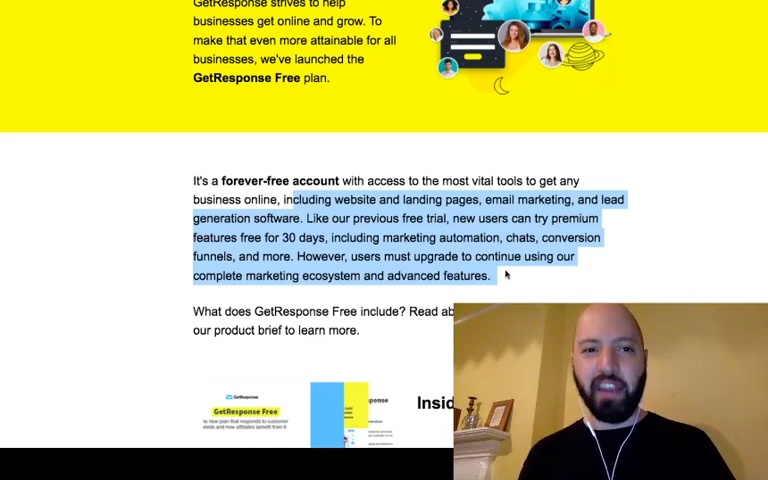 GetResponse strives to help
businesses get online and grow. To
make that even more attainable for all
businesses, we've launched the
GetResponse Free plan.
It's a forever-free account with access to the most vital tools to get any
business online, including website and landing pages, email marketing, and lead
generation software. Like our previous free trial, new users can try premium
features free for 30 days, including marketing automation, chats, conversion
funnels, and more. However, users must upgrade to continue using our
complete marketing ecosystem and advanced features.
What does GetResponse Free include? Read ab
our product brief to learn more.
GetResponse
GetResponse Free
Insid